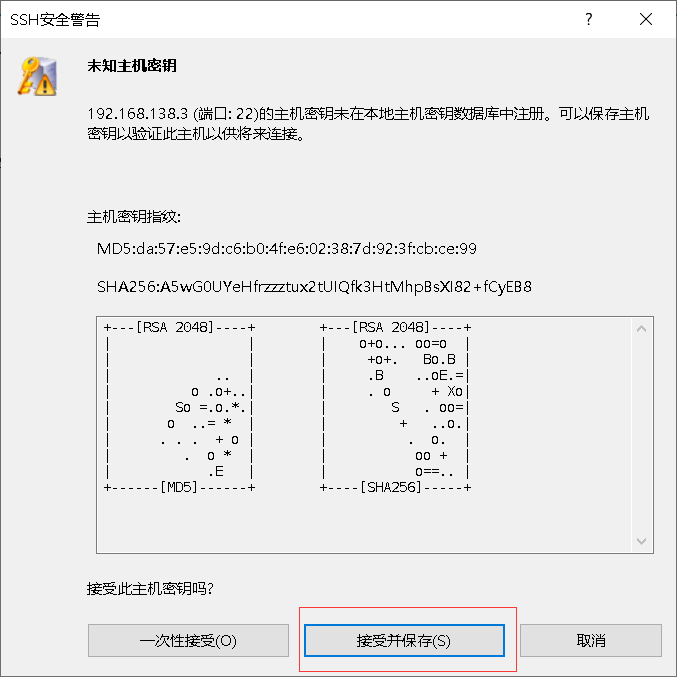 SSH安全警告
未知主机密钥
192.168.138.3 (端口: 22)的主机密钥未在本地主机密钥数据库中注册。可以保存主机
密钥以验证此主机以供将来连接。
主机密钥指纹:
MD5:da:57:e5:9d:c6:b0:4f:e6:02:38:7d:92:3f:cb:ce:99
SHA256:A5wG0UYeHfrzzztux2tUIQfk3HtMhpBsXI82+fCyEB8
+---[RSA 2048]----+        +---[RSA 2048]----+
|                 |        |    o+o... oo=o  |
|                 |        |     +o+.   Bo.B |
|             ..  |        |     .B    ..oE.=|
|          o .o+..|        |     . o     + Xo|
|        So =.o.*.|        |        S   . oo=|
|       o  ..= *  |        |         +   ..o.|
|      . . .  + o |        |          .  o.  |
|         .  o *  |        |           oo +  |
|            .E   |        |           o==.. |
+------[MD5]------+        +----[SHA256]-----+
接受此主机密钥吗?
一次性接受(O) 接受并保存(S) 取消